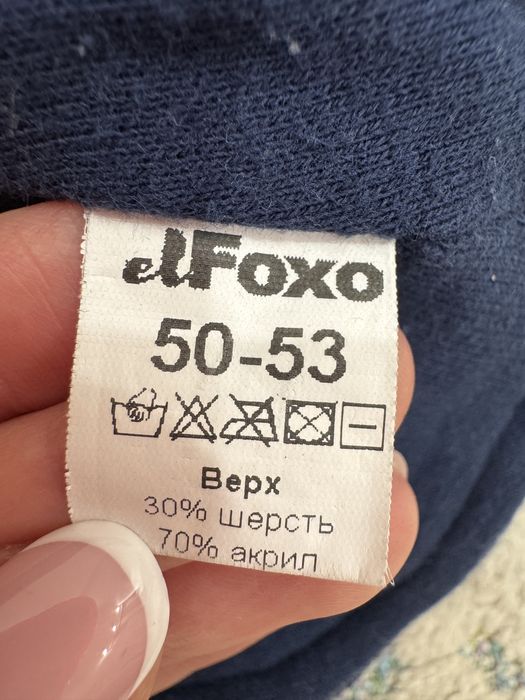 elFoxo
50-53
Верх
30% шерсть
70% акрил